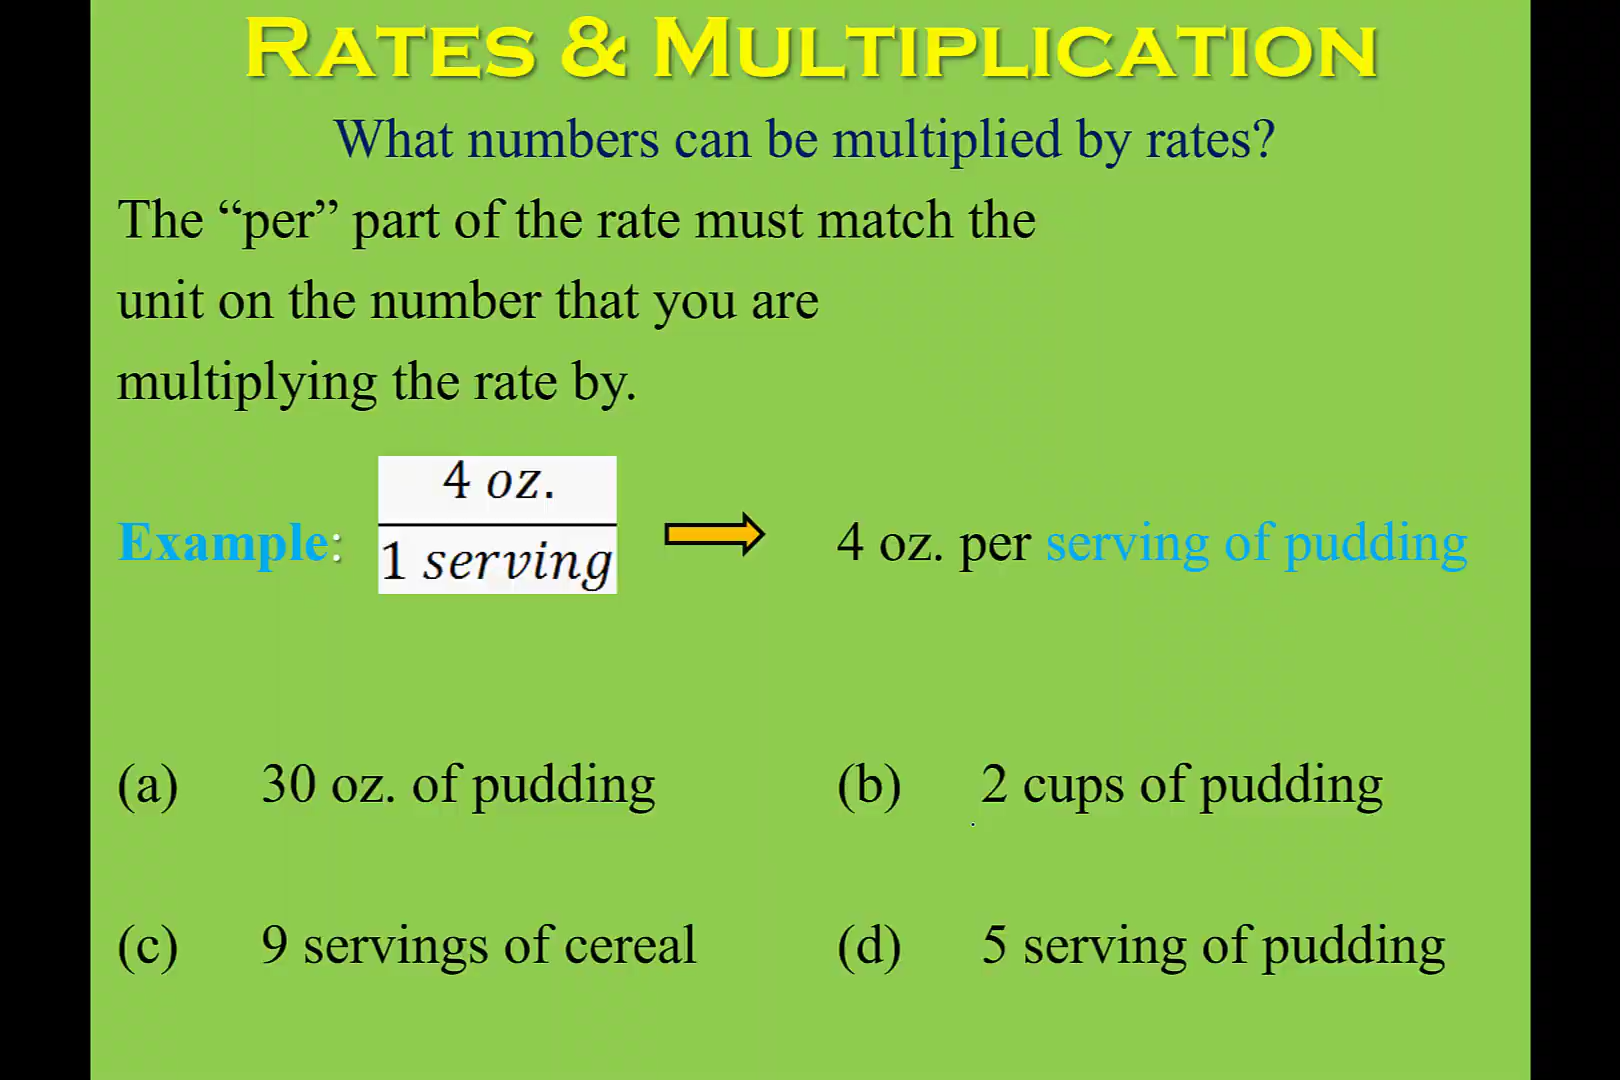 RATES & MULTIPLICATION
What numbers can be multiplied by rates?
The “per” part of the rate must match the
unit on the number that you are
multiplying the rate by.
Example: 4 oz. / 1 serving 4 oz. per serving of pudding
(a) 30 oz. of pudding (b) 2 cups of pudding
(c) 9 servings of cereal (d) 5 serving of pudding